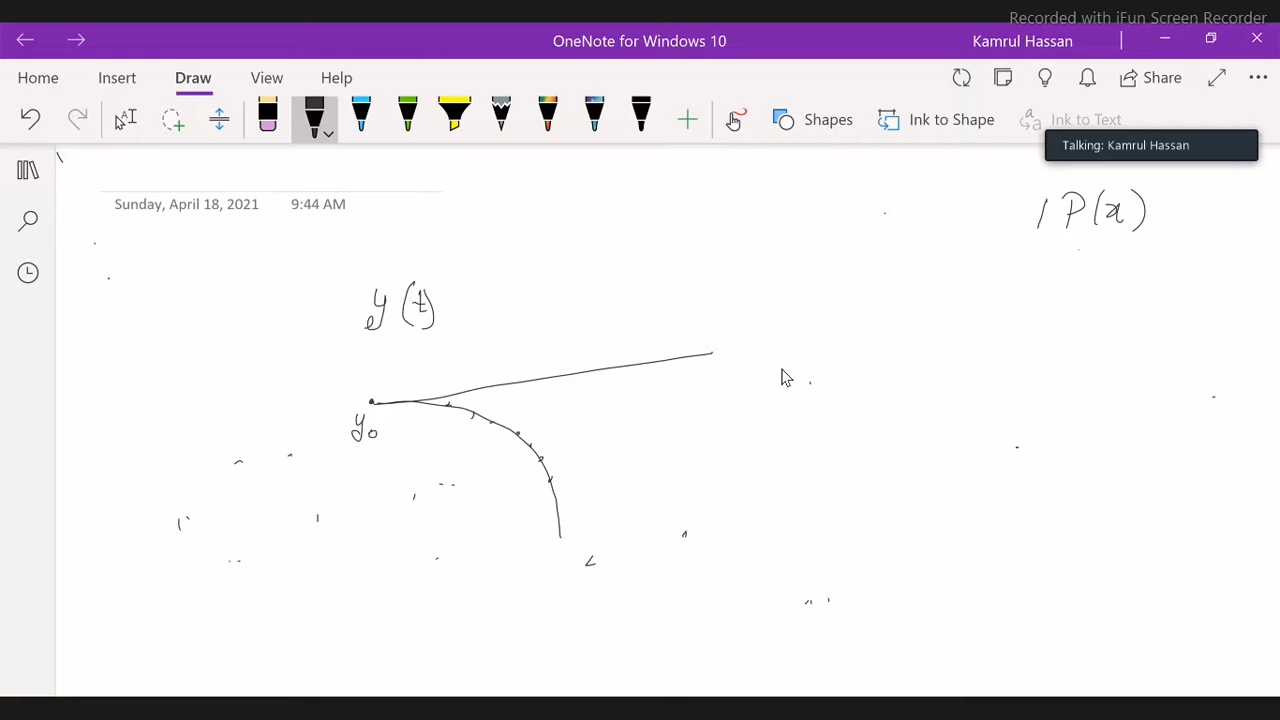 Recorded with iFun Screen Recorder
OneNote for Windows 10
Kamrul Hassan
Home Insert Draw View Help
Share
Shapes
Ink to Shape
Ink to Text
Talking: Kamrul Hassan
Sunday, April 18, 2021 9:44 AM
P(x)
y(t)
y₀